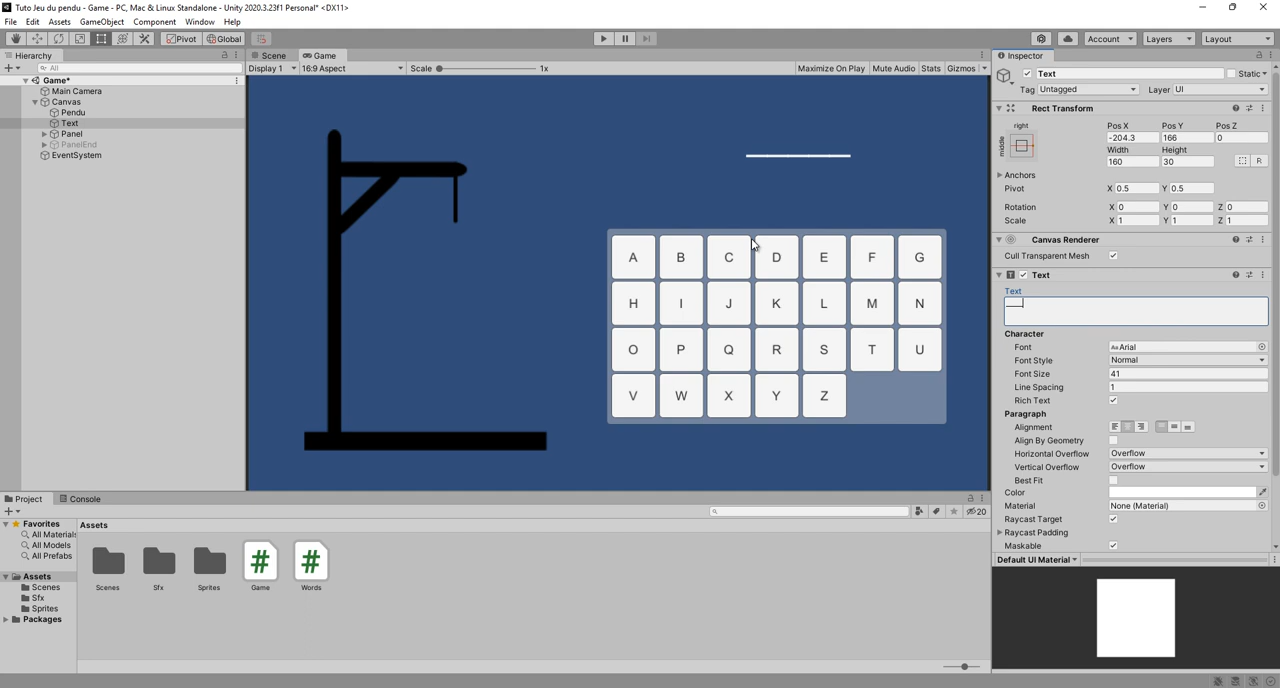 Tuto Jeu du pendu - Game - PC, Mac & Linux Standalone - Unity 2020.3.23f1 Personal* <DX11>
File Edit Assets GameObject Component Window Help
Pivot Global Account Layers Layout
Hierarchy
All
Game*
Main Camera
Canvas
Pendu
Text
Panel
PanelEnd
EventSystem
Scene Game
Display 1 16:9 Aspect Scale 1x Maximize On Play Mute Audio Stats Gizmos
A B C D E F G
H I J K L M N
O P Q R S T U
V W X Y Z
Inspector
Text Static
Tag Untagged Layer UI
Rect Transform
right
middle
Pos X Pos Y Pos Z
-204.3 166 0
Width Height
160 30 R
Anchors
Pivot X 0.5 Y 0.5
Rotation X 0 Y 0 Z 0
Scale X 1 Y 1 Z 1
Canvas Renderer
Cull Transparent Mesh
Text
Text
_____
Character
Font Arial
Font Style Normal
Font Size 41
Line Spacing 1
Rich Text
Paragraph
Alignment
Align By Geometry
Horizontal Overflow Overflow
Vertical Overflow Overflow
Best Fit
Color
Material None (Material)
Raycast Target
Raycast Padding
Maskable
Default UI Material
Project Console
20
Favorites
All Materials
All Models
All Prefabs
Assets
Scenes
Sfx
Sprites
Packages
Assets
Scenes Sfx Sprites Game Words